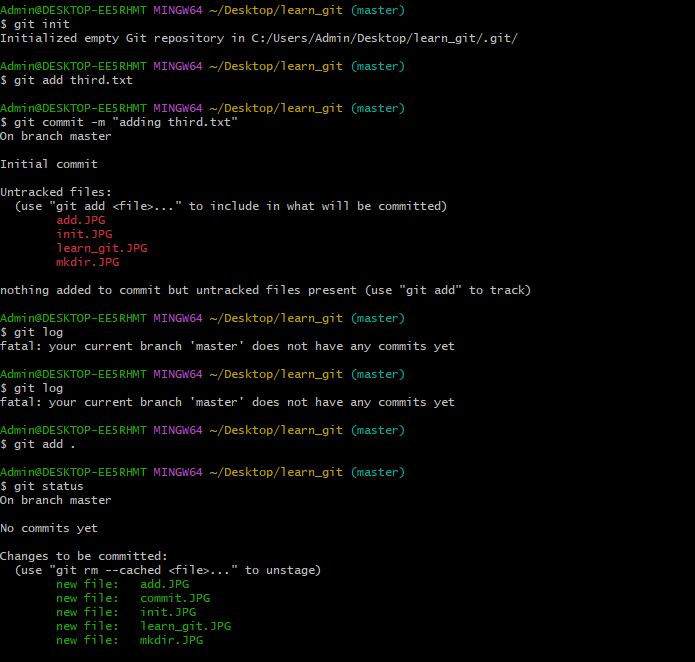 Admin@DESKTOP-EE5RHMT MINGW64 ~/Desktop/learn_git (master)
$ git init
Initialized empty Git repository in C:/Users/Admin/Desktop/learn_git/.git/

Admin@DESKTOP-EE5RHMT MINGW64 ~/Desktop/learn_git (master)
$ git add third.txt

Admin@DESKTOP-EE5RHMT MINGW64 ~/Desktop/learn_git (master)
$ git commit -m "adding third.txt"
On branch master

Initial commit

Untracked files:
  (use "git add <file>..." to include in what will be committed)
        add.JPG
        init.JPG
        learn_git.JPG
        mkdir.JPG

nothing added to commit but untracked files present (use "git add" to track)

Admin@DESKTOP-EE5RHMT MINGW64 ~/Desktop/learn_git (master)
$ git log
fatal: your current branch 'master' does not have any commits yet

Admin@DESKTOP-EE5RHMT MINGW64 ~/Desktop/learn_git (master)
$ git log
fatal: your current branch 'master' does not have any commits yet

Admin@DESKTOP-EE5RHMT MINGW64 ~/Desktop/learn_git (master)
$ git add .

Admin@DESKTOP-EE5RHMT MINGW64 ~/Desktop/learn_git (master)
$ git status
On branch master

No commits yet

Changes to be committed:
  (use "git rm --cached <file>..." to unstage)
        new file:   add.JPG
        new file:   commit.JPG
        new file:   init.JPG
        new file:   learn_git.JPG
        new file:   mkdir.JPG